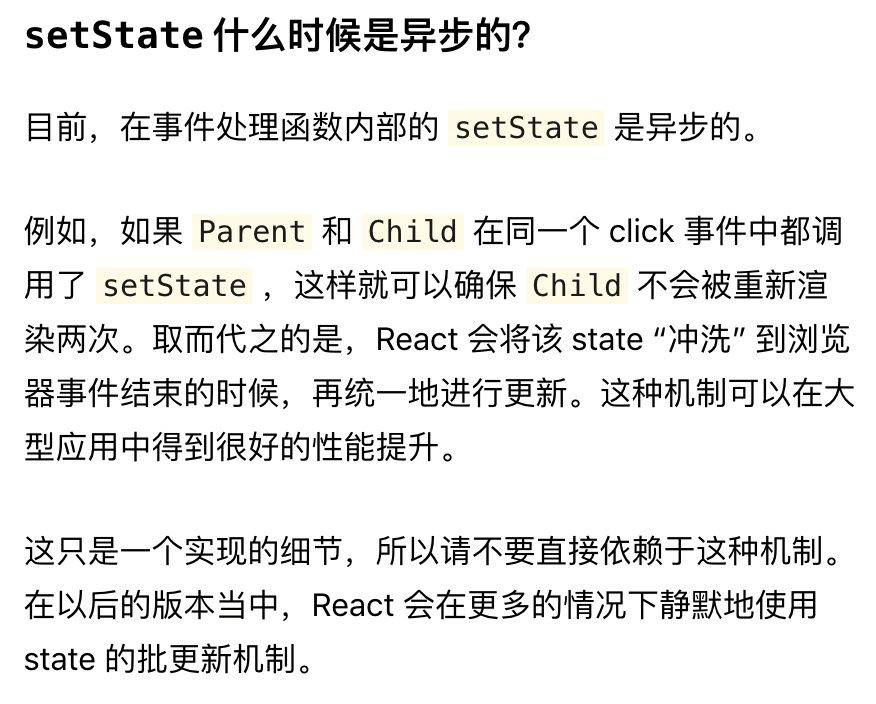 setState 什么时候是异步的？
目前，在事件处理函数内部的 setState 是异步的。
例如，如果 Parent 和 Child 在同一个 click 事件中都调
用了 setState ，这样就可以确保 Child 不会被重新渲
染两次。取而代之的是，React 会将该 state “冲洗” 到浏览
器事件结束的时候，再统一地进行更新。这种机制可以在大
型应用中得到很好的性能提升。
这只是一个实现的细节，所以请不要直接依赖于这种机制。
在以后的版本当中，React 会在更多的情况下静默地使用
state 的批更新机制。